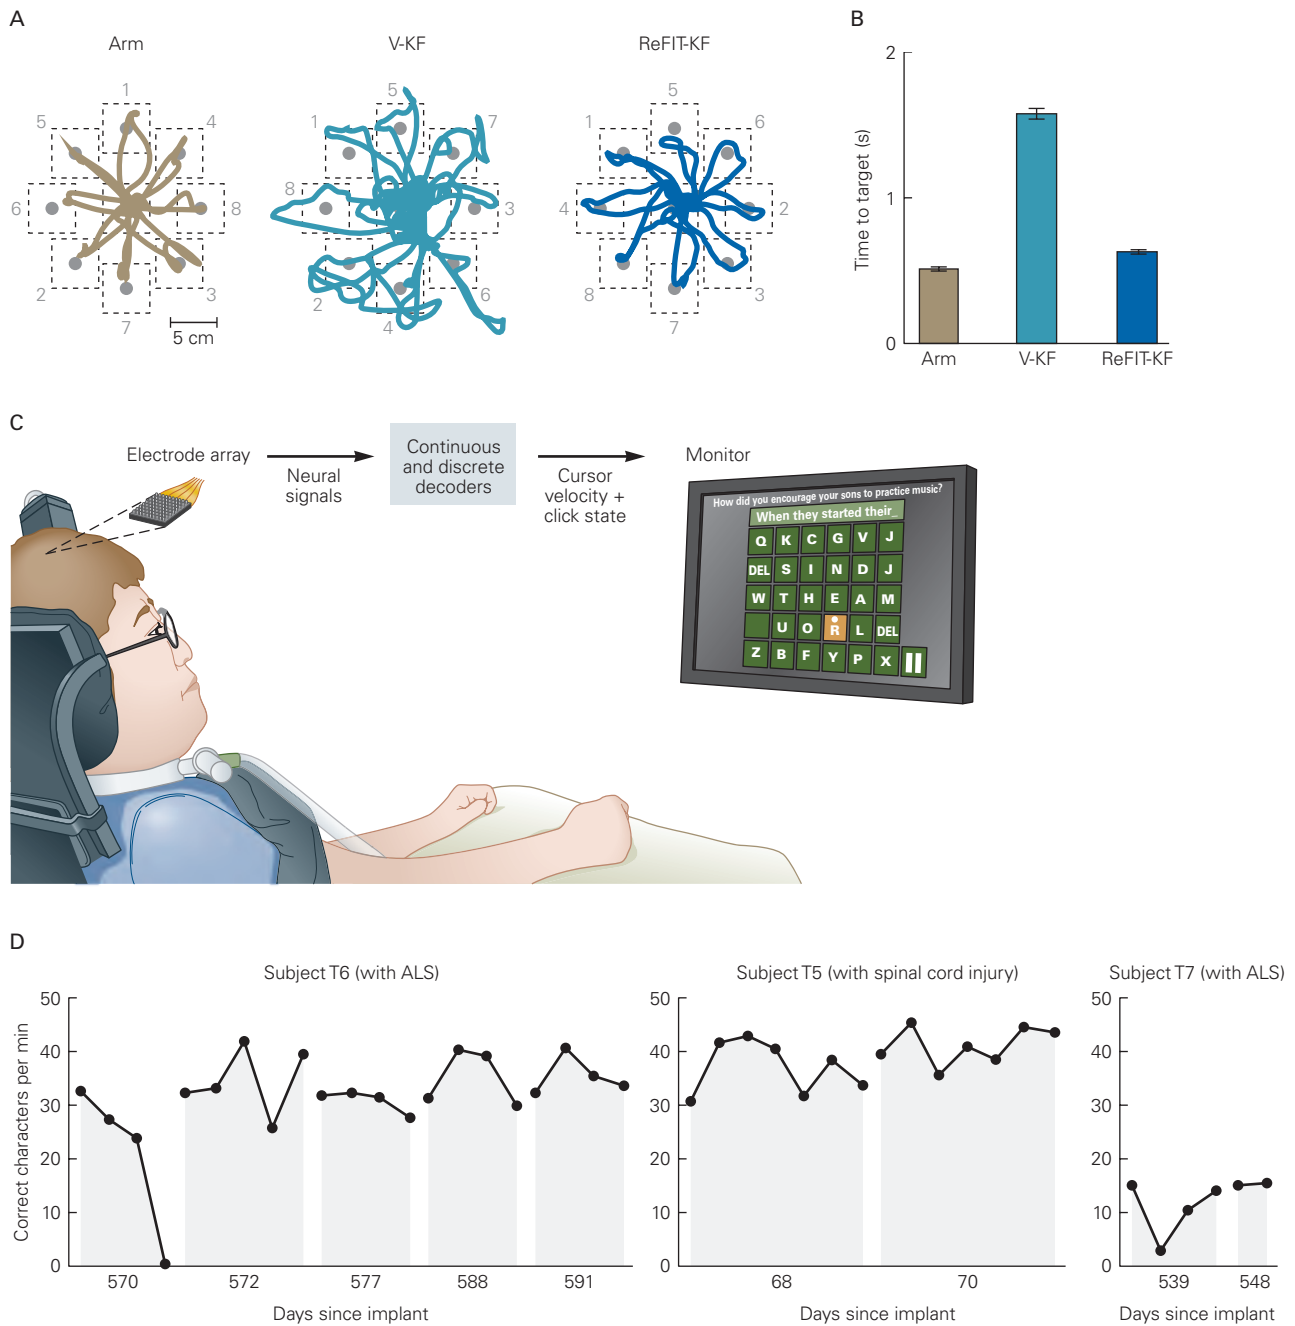 A
Arm
V-KF
ReFIT-KF
1
5
4
6
8
2
3
7
5 cm
5
1
7
8
3
2
6
4
5
1
6
4
2
8
3
7
B
Time to target (s)
2
1
0
Arm
V-KF
ReFIT-KF
C
Electrode array
Neural
signals
Continuous
and discrete
decoders
Cursor
velocity +
click state
Monitor
How did you encourage your sons to practice music?
When they started their_
Q K C G V J
DEL S I N D J
W T H E A M
U O R L DEL
Z B F Y P X
D
Subject T6 (with ALS)
Correct characters per min
50
40
30
20
10
0
570 572 577 588 591
Days since implant
Subject T5 (with spinal cord injury)
50
40
30
20
10
0
68 70
Days since implant
Subject T7 (with ALS)
50
40
30
20
10
0
539 548
Days since implant